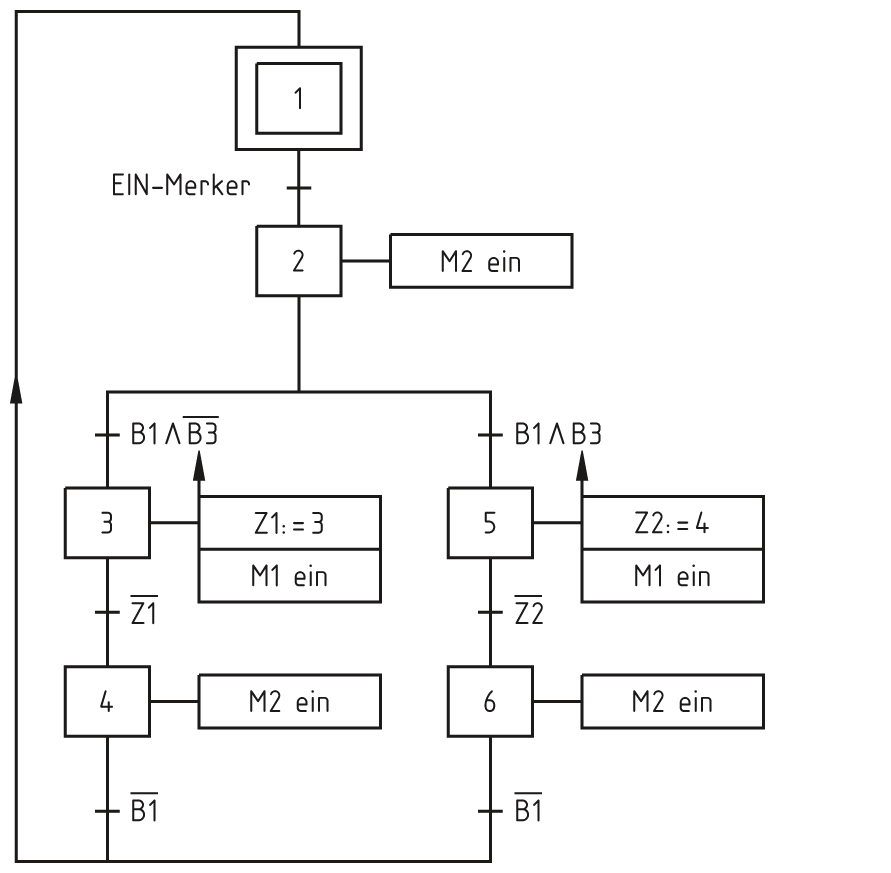 1
EIN-Merker
2
M2 ein
B1 ∧ B̅3̅
B1 ∧ B3
3
Z1:=3
M1 ein
5
Z2:=4
M1 ein
Z̅1̅
Z̅2̅
4
M2 ein
6
M2 ein
B̅1̅
B̅1̅